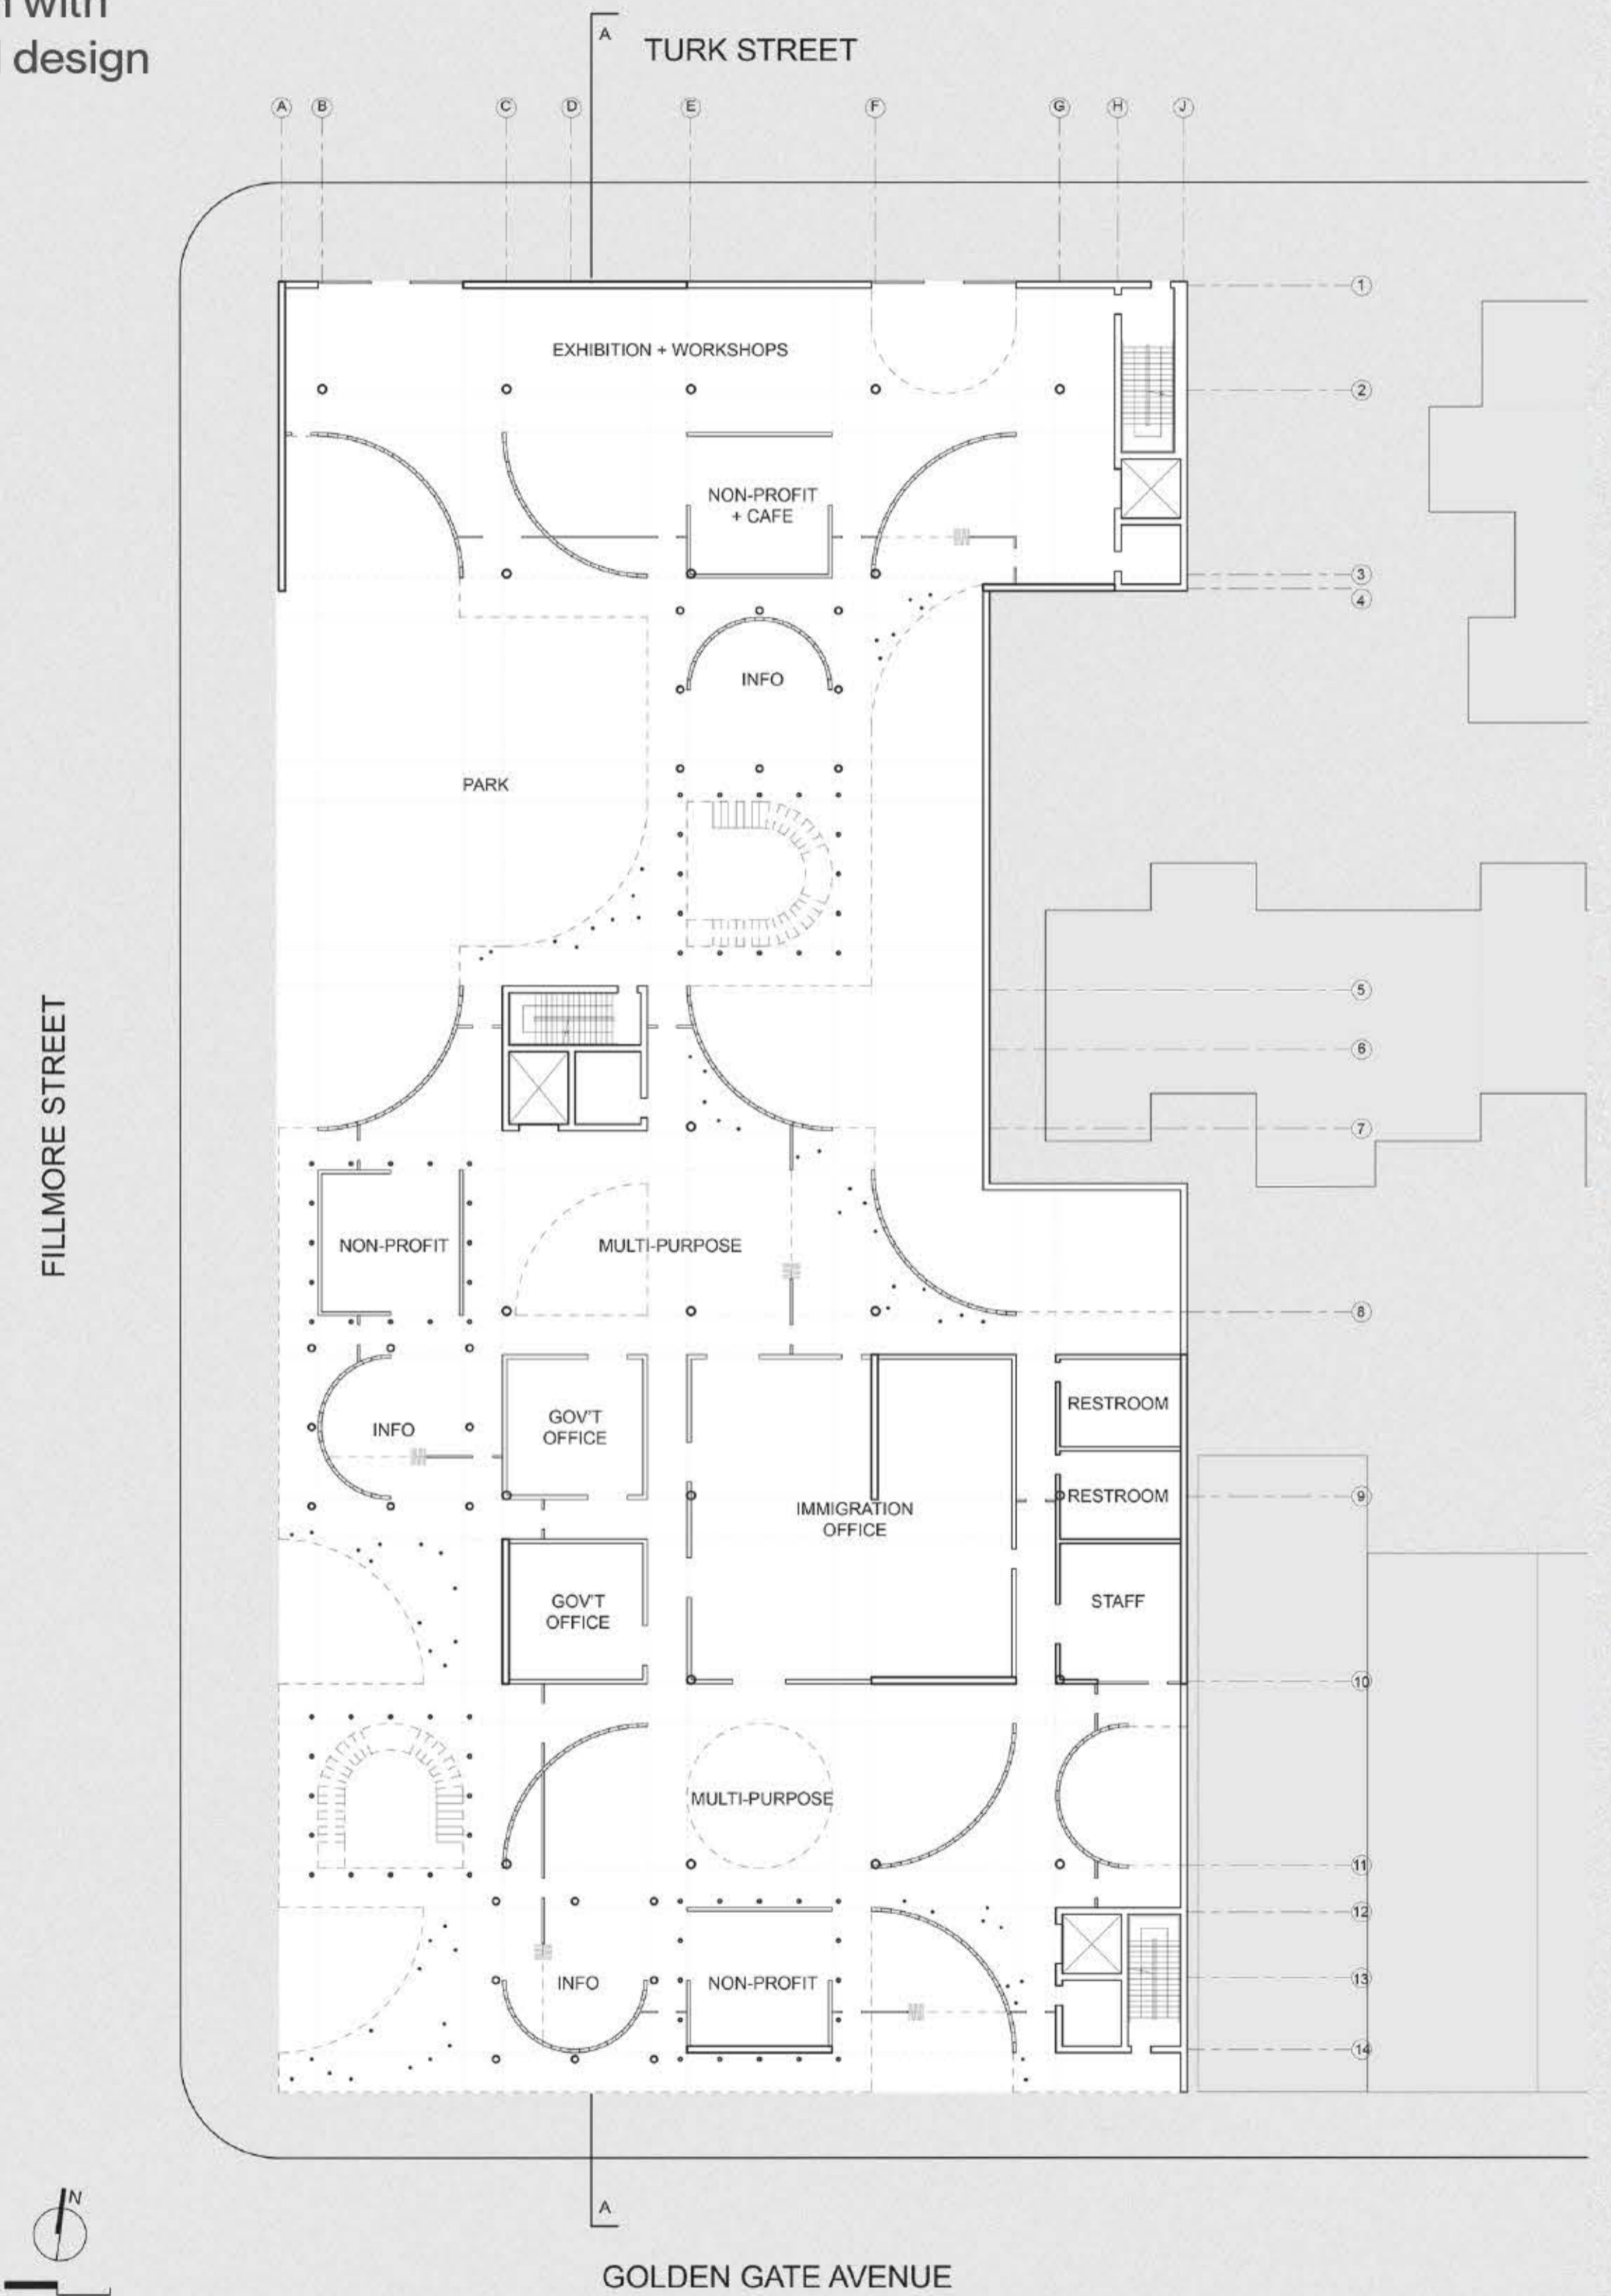 with
design
A
TURK STREET
A B C D E F G H J
1
EXHIBITION + WORKSHOPS
2
NON-PROFIT
+ CAFE
3
4
INFO
PARK
5
6
7
FILLMORE STREET
NON-PROFIT
MULTI-PURPOSE
8
RESTROOM
GOV'T
OFFICE
INFO
RESTROOM
9
IMMIGRATION
OFFICE
GOV'T
OFFICE
STAFF
10
MULTI-PURPOSE
11
12
INFO
NON-PROFIT
13
14
N
A
GOLDEN GATE AVENUE